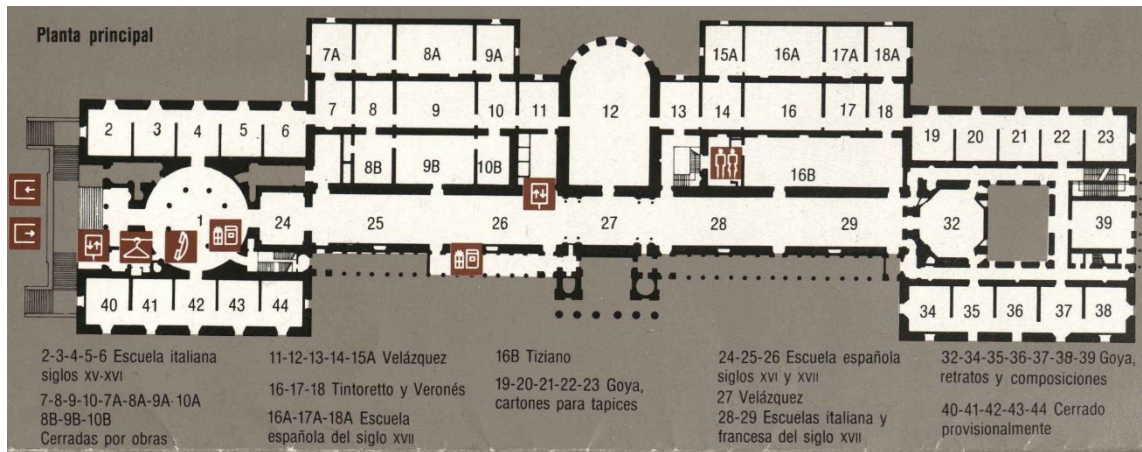 Planta principal
7A 8A 9A 15A 16A 17A 18A
7 8 9 10 11 12 13 14 16 17 18
2 3 4 5 6 19 20 21 22 23
8B 9B 10B 16B
1 24 25 26 27 28 29 32 39
40 41 42 43 44 34 35 36 37 38
2-3-4-5-6 Escuela italiana
siglos XV-XVI
7-8-9-10-7A-8A-9A-10A
8B-9B-10B
Cerradas por obras
11-12-13-14-15A Velázquez
16-17-18 Tintoretto y Veronés
16A-17A-18A Escuela
española del siglo XVII
16B Tiziano
19-20-21-22-23 Goya,
cartones para tapices
24-25-26 Escuela española
siglos XVI y XVII
27 Velázquez
28-29 Escuelas italiana y
francesa del siglo XVII
32-34-35-36-37-38-39 Goya,
retratos y composiciones
40-41-42-43-44 Cerrado
provisionalmente